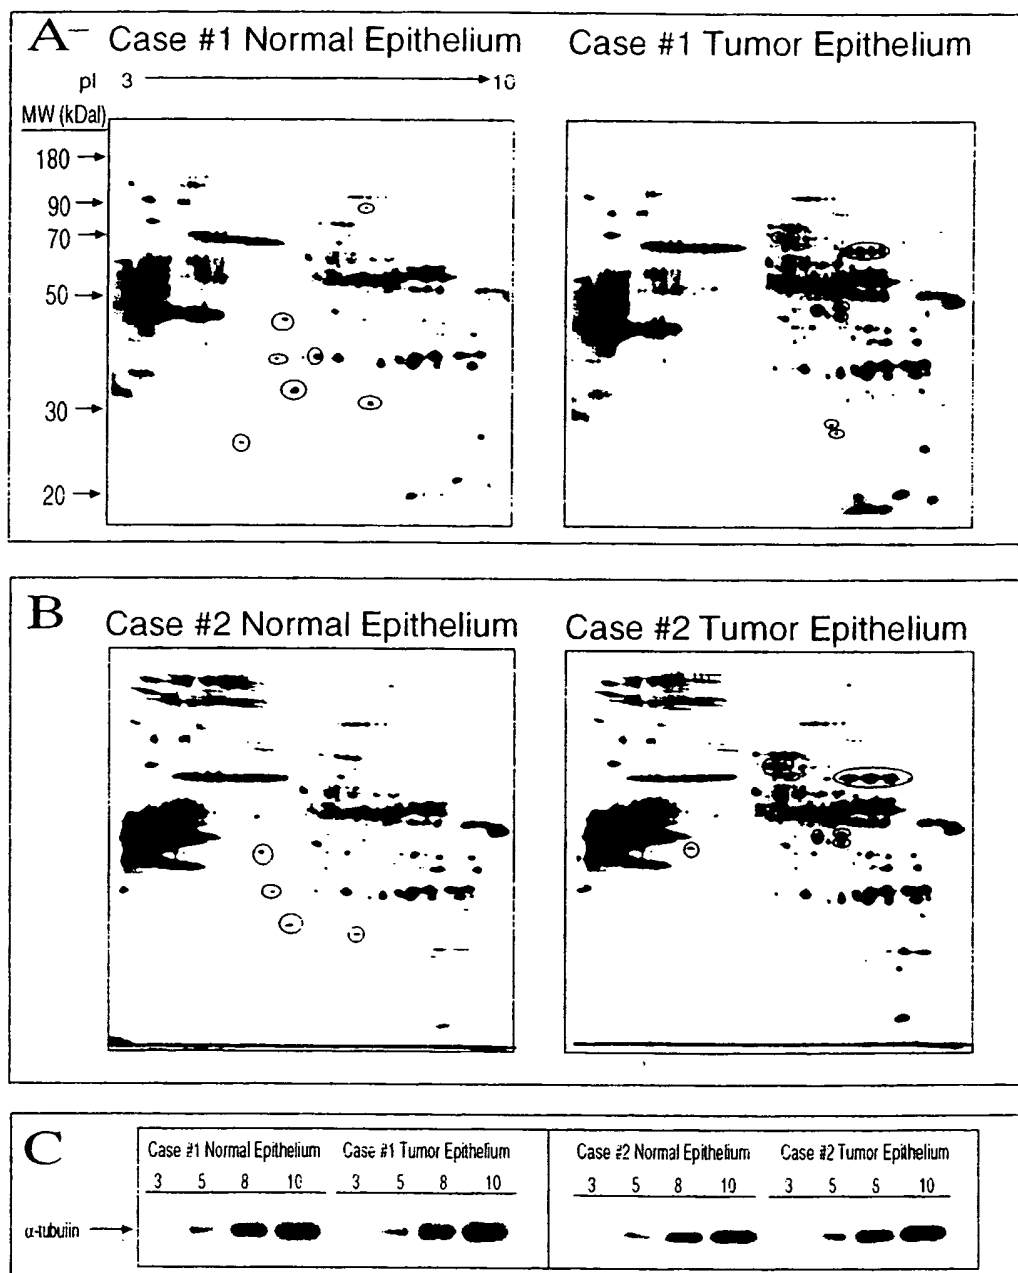 A Case #1 Normal Epithelium
Case #1 Tumor Epithelium
pI 3 10
MW (kDal)
180
90
70
50
30
20
B Case #2 Normal Epithelium
Case #2 Tumor Epithelium
C
Case #1 Normal Epithelium
Case #1 Tumor Epithelium
Case #2 Normal Epithelium
Case #2 Tumor Epithelium
3 5 8 10
3 5 8 10
3 5 8 10
3 5 5 10
α-tubulin